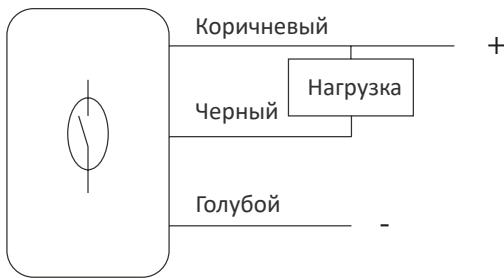 Коричневый
+
Нагрузка
Черный
Голубой
-